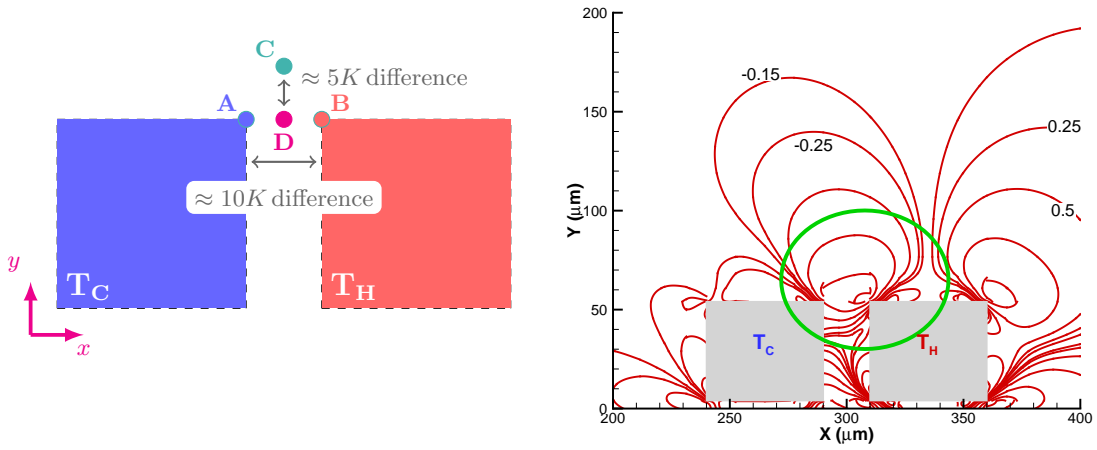 C
≈ 5K difference
A
B
D
≈ 10K difference
T_C
T_H
y
x
200
150
100
50
0
Y (μm)
-0.15
-0.25
0.25
0.5
T_C
T_H
200
250
300
350
400
X (μm)